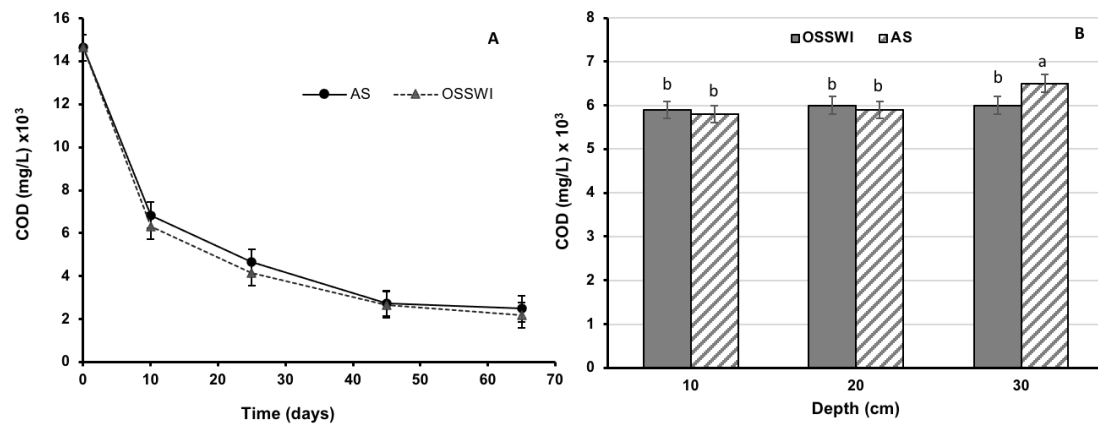 A
COD (mg/L) x10³
16
14
12
10
8
6
4
2
0
AS
OSSWI
0 10 20 30 40 50 60 70
Time (days)
B
OSSWI AS
COD (mg/L) x 10³
8
7
6
5
4
3
2
1
0
b b b b b a
10 20 30
Depth (cm)